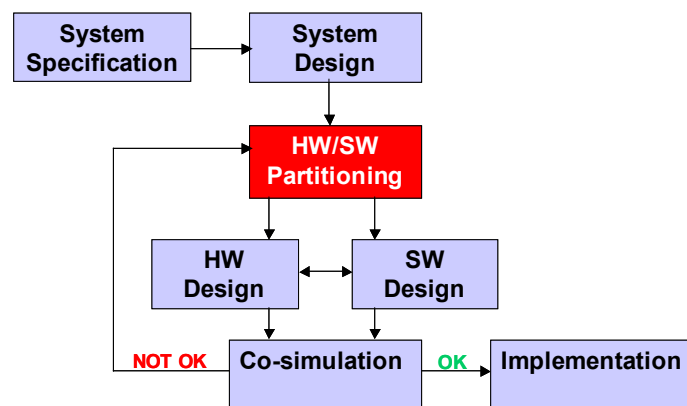 System
Specification
System
Design
HW/SW
Partitioning
HW
Design
SW
Design
NOT OK
Co-simulation
OK
Implementation